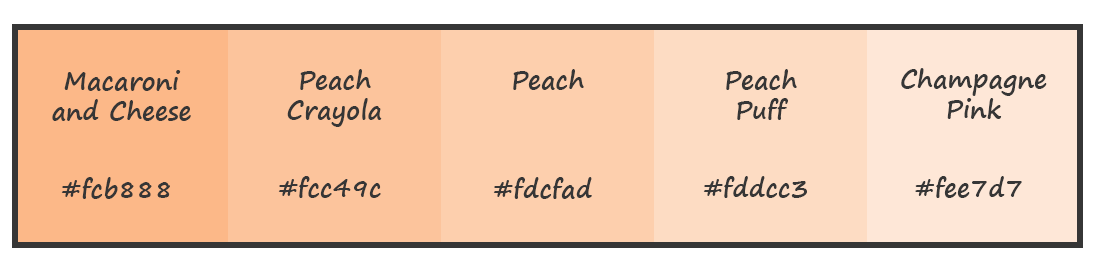 Macaroni
and Cheese
#fcb888
Peach
Crayola
#fcc49c
Peach
#fdcfad
Peach
Puff
#fddcc3
Champagne
Pink
#fee7d7